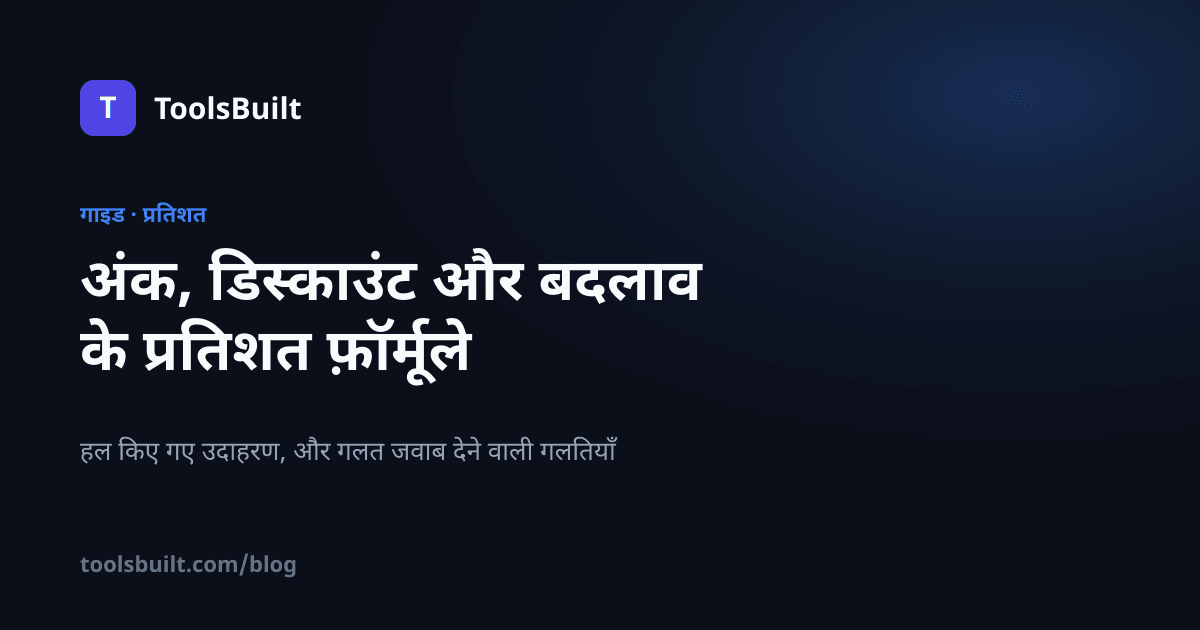 T ToolsBuilt
गाइड · प्रतिशत
अंक, डिस्काउंट और बदलाव
के प्रतिशत फ़ॉर्मूले
हल किए गए उदाहरण, और गलत जवाब देने वाली गलतियाँ
toolsbuilt.com/blog